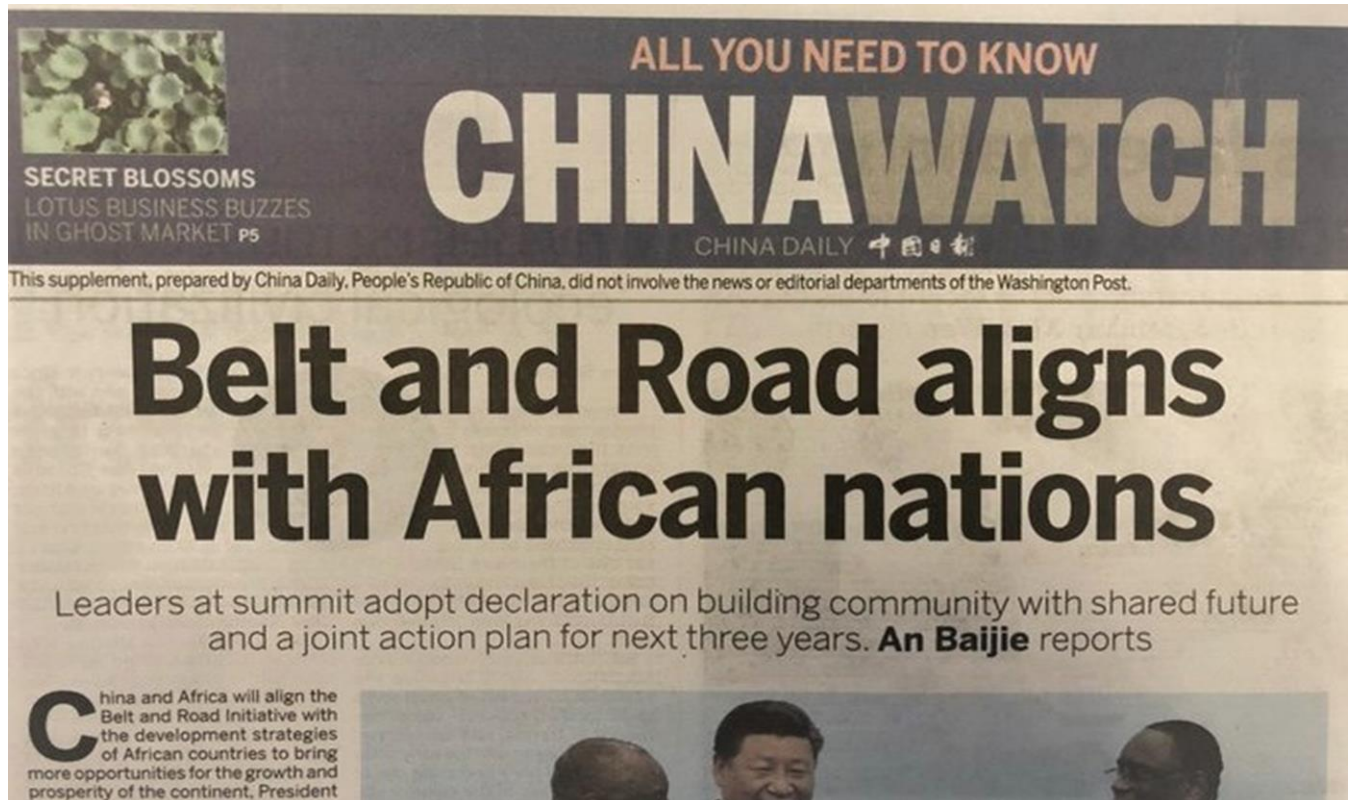 ALL YOU NEED TO KNOW
CHINAWATCH
CHINA DAILY 中國日報
SECRET BLOSSOMS
LOTUS BUSINESS BUZZES
IN GHOST MARKET P5
This supplement, prepared by China Daily, People's Republic of China, did not involve the news or editorial departments of the Washington Post.
Belt and Road aligns
with African nations
Leaders at summit adopt declaration on building community with shared future
and a joint action plan for next three years. An Baijie reports
China and Africa will align the
Belt and Road Initiative with
the development strategies
of African countries to bring
more opportunities for the growth and
prosperity of the continent, President